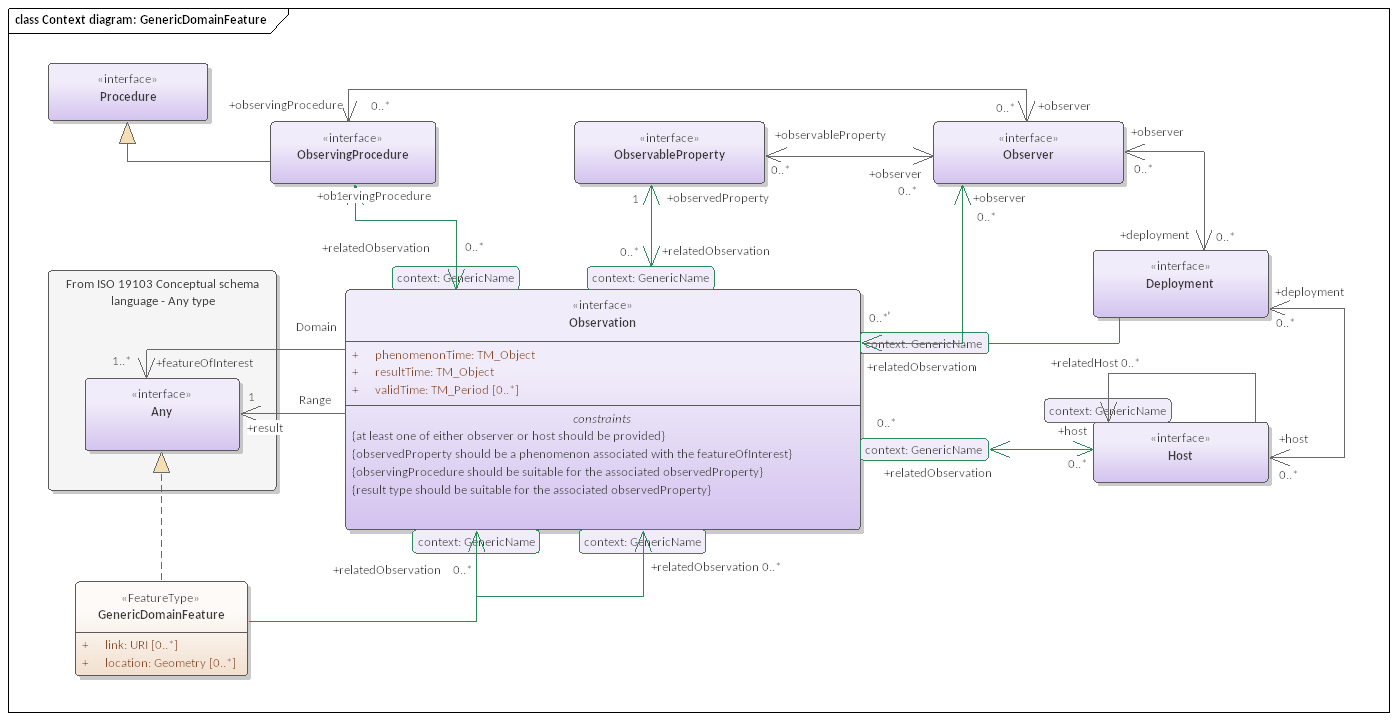 class Context diagram: GenericDomainFeature
«interface»
Procedure
+observingProcedure
0..*
0..*
+observer
«interface»
ObservingProcedure
«interface»
ObservableProperty
+observableProperty
0..*
+observer
0..*
«interface»
Observer
+observer
0..*
+ob1ervingProcedure
1
+observedProperty
+observer
0..*
+relatedObservation
0..*
0..*
+relatedObservation
+deployment
0..*
context: GenericName
context: GenericName
«interface»
Deployment
+deployment
0..*
From ISO 19103 Conceptual schema
language - Any type
«interface»
Observation
+ phenomenonTime: TM_Object
+ resultTime: TM_Object
+ validTime: TM_Period [0..*]
constraints
{at least one of either observer or host should be provided}
{observedProperty should be a phenomenon associated with the featureOfInterest}
{observingProcedure should be suitable for the associated observedProperty}
{result type should be suitable for the associated observedProperty}
Domain
1..*
+featureOfInterest
«interface»
Any
Range
1
+result
0..*
context: GenericName
+relatedObservation
+relatedHost 0..*
context: GenericName
0..*
context: GenericName
+relatedObservation
+host
0..*
«interface»
Host
+host
0..*
context: GenericName
context: GenericName
+relatedObservation
0..*
+relatedObservation 0..*
«FeatureType»
GenericDomainFeature
+ link: URI [0..*]
+ location: Geometry [0..*]